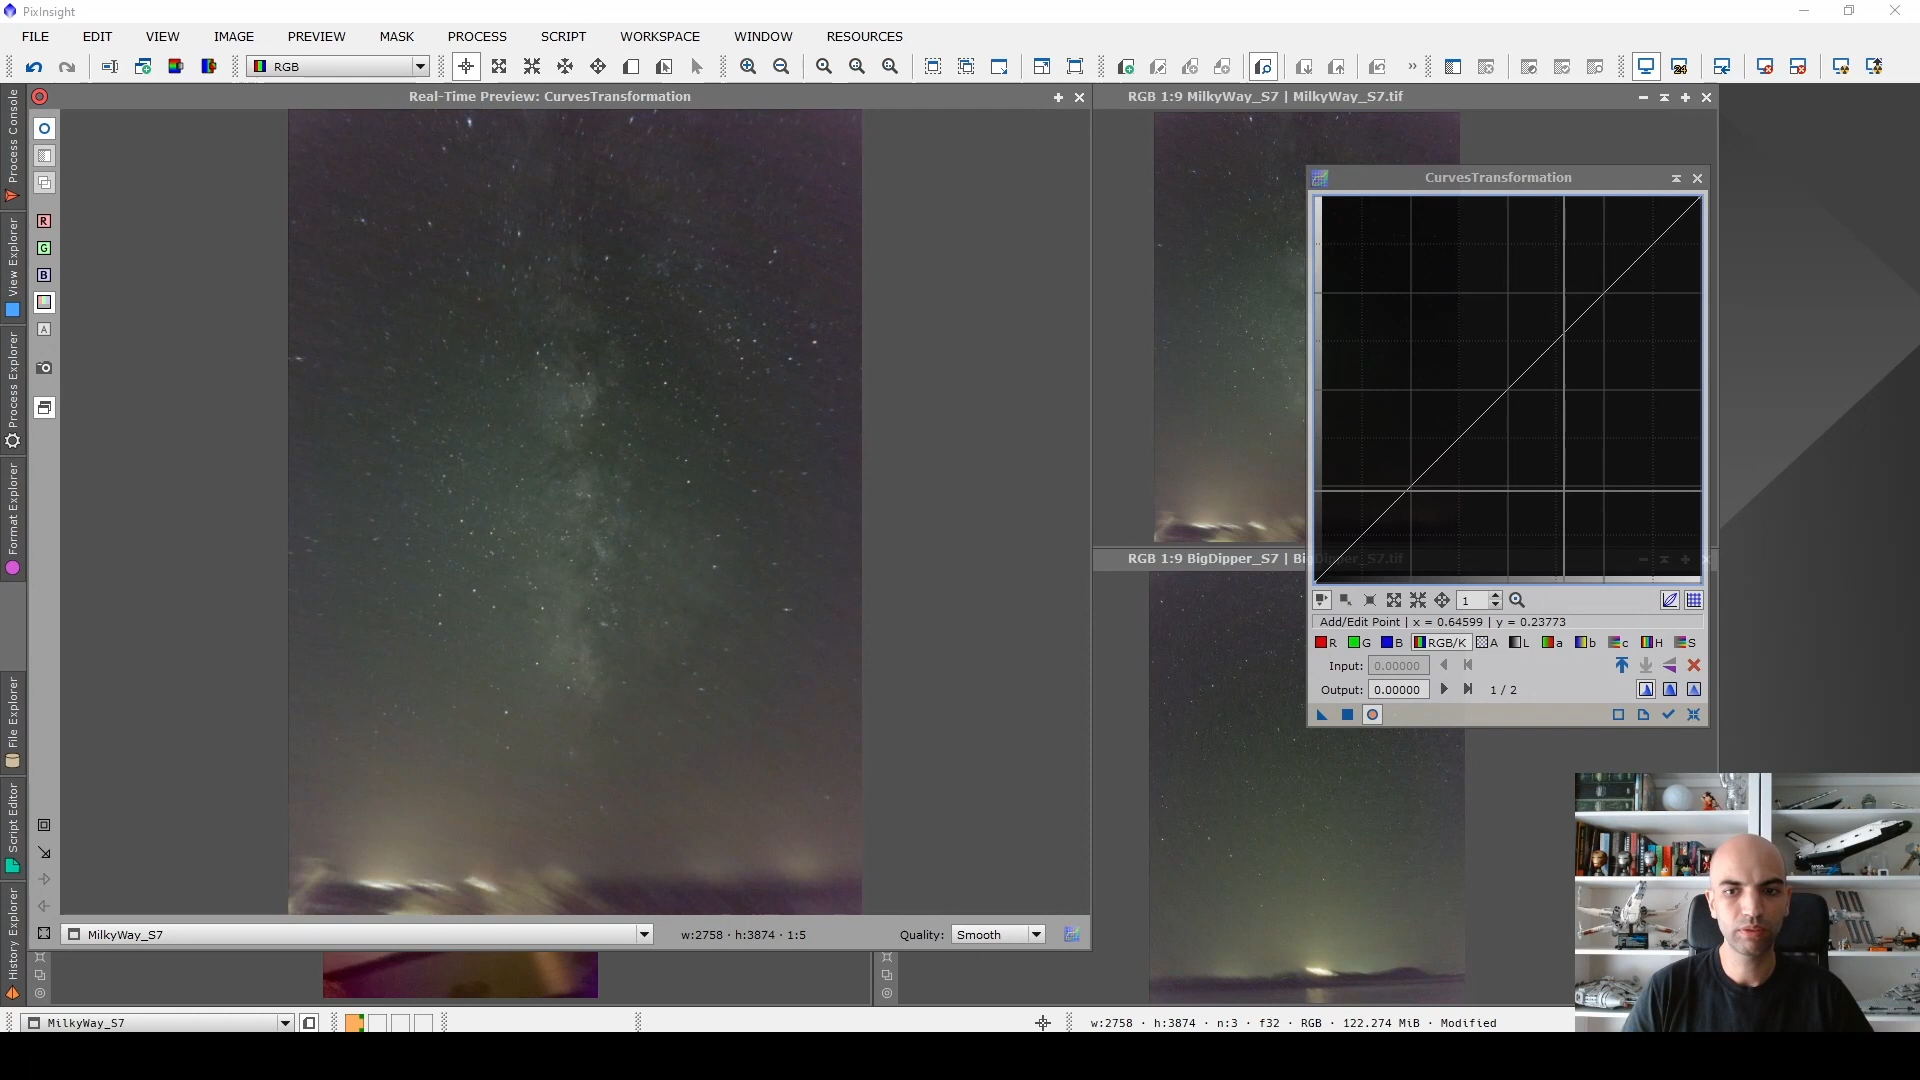 PixInsight
FILE EDIT VIEW IMAGE PREVIEW MASK PROCESS SCRIPT WORKSPACE WINDOW RESOURCES
RGB
24
Real-Time Preview: CurvesTransformation
RGB 1:9 MilkyWay_S7 | MilkyWay_S7.tif
Process Console
View Explorer
Process Explorer
Format Explorer
File Explorer
Script Editor
History Explorer
R
G
B
A
CurvesTransformation
RGB 1:9 BigDipper_S7 | BigDipper_S7.tif
1
Add/Edit Point | x = 0.64599 | y = 0.23773
R G B RGB/K A L a b c H S
Input: 0.00000
Output: 0.00000 1 / 2
MilkyWay_S7 w:2758 · h:3874 · 1:5 Quality: Smooth
MilkyWay_S7 w:2758 · h:3874 · n:3 · f32 · RGB · 122.274 MiB · Modified